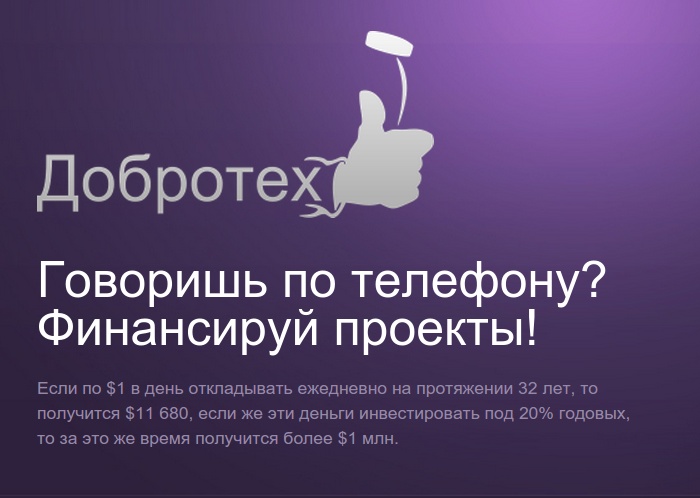 Добротех
Говоришь по телефону?
Финансируй проекты!
Если по $1 в день откладывать ежедневно на протяжении 32 лет, то
получится $11 680, если же эти деньги инвестировать под 20% годовых,
то за это же время получится более $1 млн.